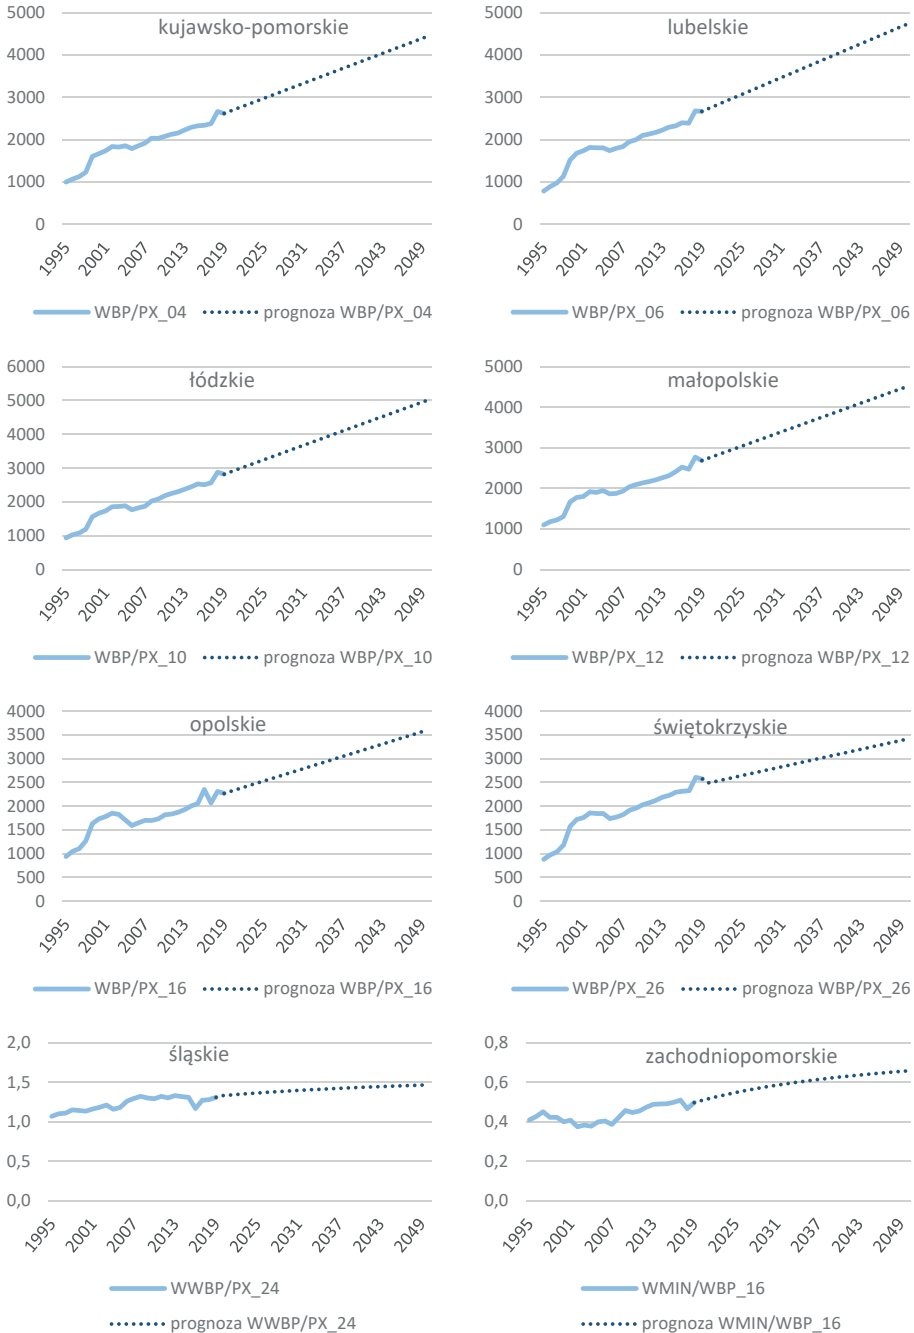 kujawsko-pomorskie
5000
4000
3000
2000
1000
0
1995 2001 2007 2013 2019 2025 2031 2037 2043 2049
WBP/PX_04 prognoza WBP/PX_04
lubelskie
5000
4000
3000
2000
1000
0
1995 2001 2007 2013 2019 2025 2031 2037 2043 2049
WBP/PX_06 prognoza WBP/PX_06
łódzkie
6000
5000
4000
3000
2000
1000
0
1995 2001 2007 2013 2019 2025 2031 2037 2043 2049
WBP/PX_10 prognoza WBP/PX_10
małopolskie
5000
4000
3000
2000
1000
0
1995 2001 2007 2013 2019 2025 2031 2037 2043 2049
WBP/PX_12 prognoza WBP/PX_12
opolskie
4000
3500
3000
2500
2000
1500
1000
500
0
1995 2001 2007 2013 2019 2025 2031 2037 2043 2049
WBP/PX_16 prognoza WBP/PX_16
świętokrzyskie
4000
3500
3000
2500
2000
1500
1000
500
0
1995 2001 2007 2013 2019 2025 2031 2037 2043 2049
WBP/PX_26 prognoza WBP/PX_26
śląskie
2,0
1,5
1,0
0,5
0,0
1995 2001 2007 2013 2019 2025 2031 2037 2043 2049
WWBP/PX_24
prognoza WWBP/PX_24
zachodniopomorskie
0,8
0,6
0,4
0,2
0,0
1995 2001 2007 2013 2019 2025 2031 2037 2043 2049
WMIN/WBP_16
prognoza WMIN/WBP_16